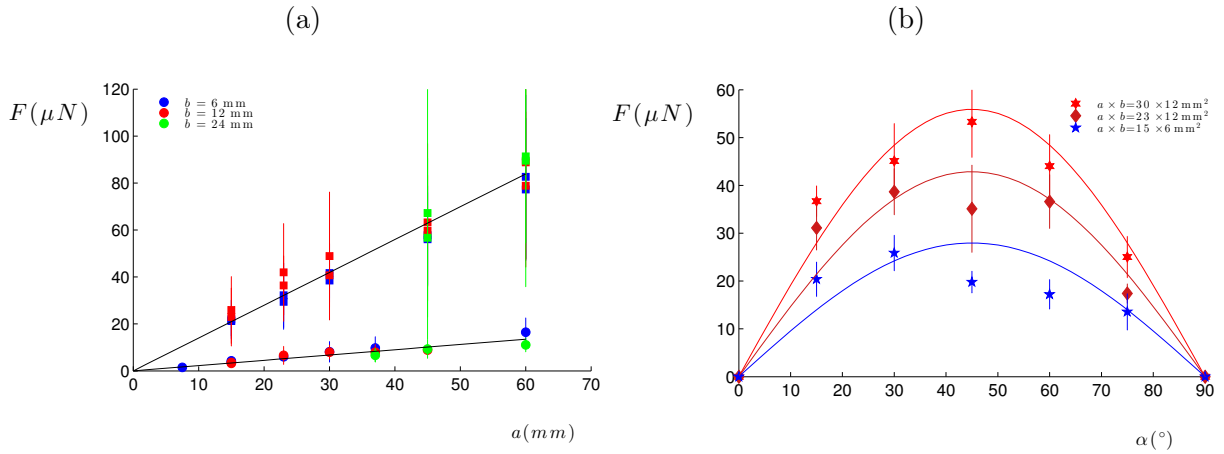 (a)
F(μN)
120
100
80
60
40
20
0
0 10 20 30 40 50 60 70
a(mm)
b = 6 mm
b = 12 mm
b = 24 mm
(b)
F(μN)
60
50
40
30
20
10
0
0 10 20 30 40 50 60 70 80 90
α(°)
a × b=30 ×12 mm²
a × b=23 ×12 mm²
a × b=15 ×6 mm²